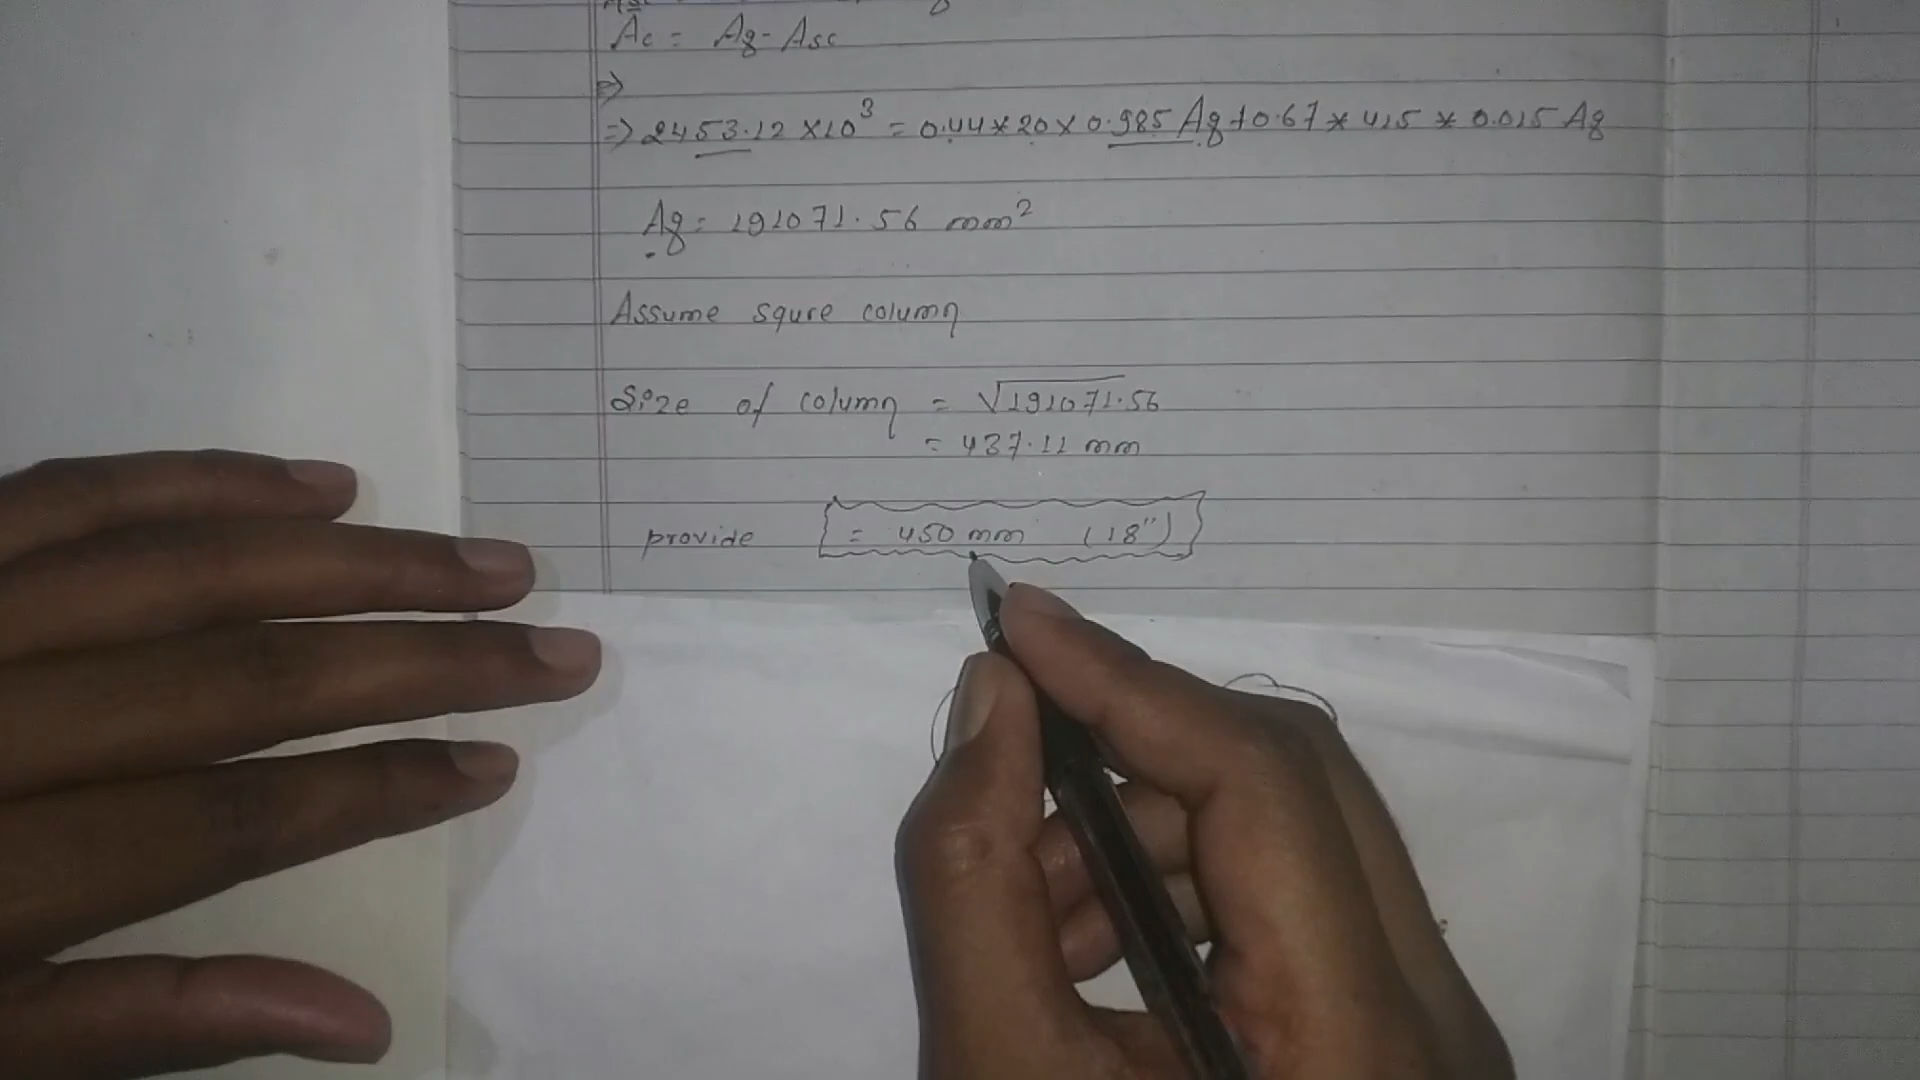 Ac = Ag - Asc
⇒
⇒ 2453.12 ×10³ = 0.44 * 20 × 0.985 Ag + 0.67 * 415 * 0.015 Ag
Ag = 191071.56 mm²
Assume squre column
Size of column = √191071.56
= 437.11 mm
provide = 450 mm (18")